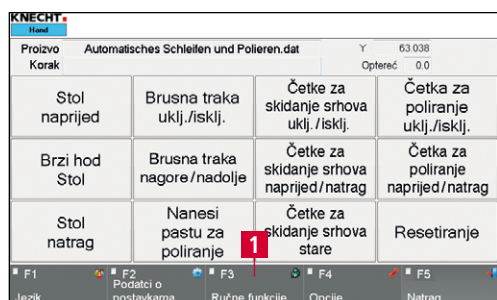 KNECHT
Hand
Proizvo Automatisches Schleifen und Polieren.dat Y 63.038
Korak Optereć 0.0
Stol naprijed
Brusna traka uklj./isklj.
Četke za skidanje srhova uklj./isklj.
Četka za poliranje uklj./isklj.
Brzi hod Stol
Brusna traka nagore/nadolje
Četke za skidanje srhova naprijed/natrag
Četka za poliranje naprijed/natrag
Stol natrag
Nanesi pastu za poliranje
Četke za skidanje srhova stare
Resetiranje
1
F1 F2 F3 F4 F5
Jezik Podatci o postavkama Ručne funkcije Opcije Natrag